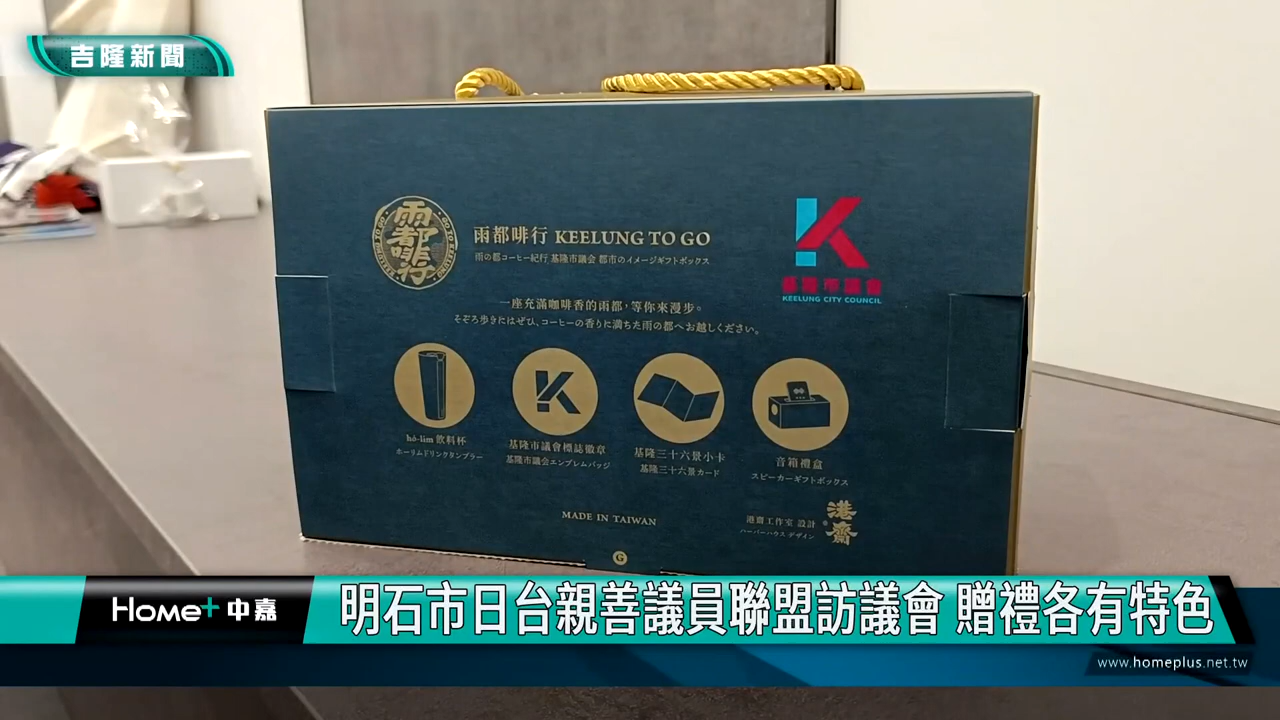 吉隆新聞
雨都啡行
雨都啡行 KEELUNG TO GO
雨の都コーヒー紀行 基隆市議会 都市のイメージギフトボックス
基隆市議會
KEELUNG CITY COUNCIL
一座充滿咖啡香的雨都，等你來漫步。
そぞろ歩きにはぜひ、コーヒーの香りに満ちた雨の都へお越しください。
hô-lim 飲料杯
ホーリムドリンクタンブラー
基隆市議會標誌徽章
基隆市議会エンブレムバッジ
基隆三十六景小卡
基隆三十六景カード
音箱禮盒
スピーカーギフトボックス
MADE IN TAIWAN
港齋工作室 設計
ハーバーハウス デザイン
港齋
G
Home+ 中嘉
明石市日台親善議員聯盟訪議會 贈禮各有特色
www.homeplus.net.tw